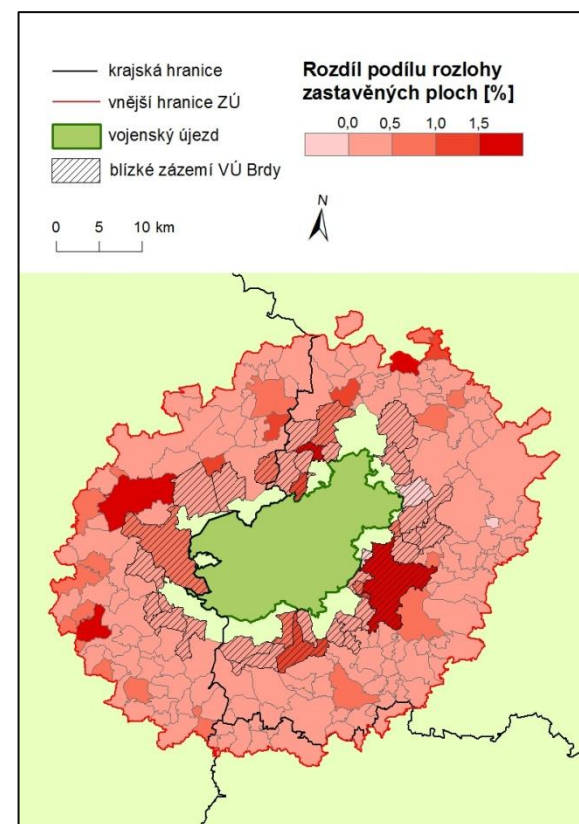 krajská hranice
vnější hranice ZÚ
vojenský újezd
blízké zázemí VÚ Brdy
0 5 10 km
Rozdíl podílu rozlohy
zastavěných ploch [%]
0,0 0,5 1,0 1,5
N